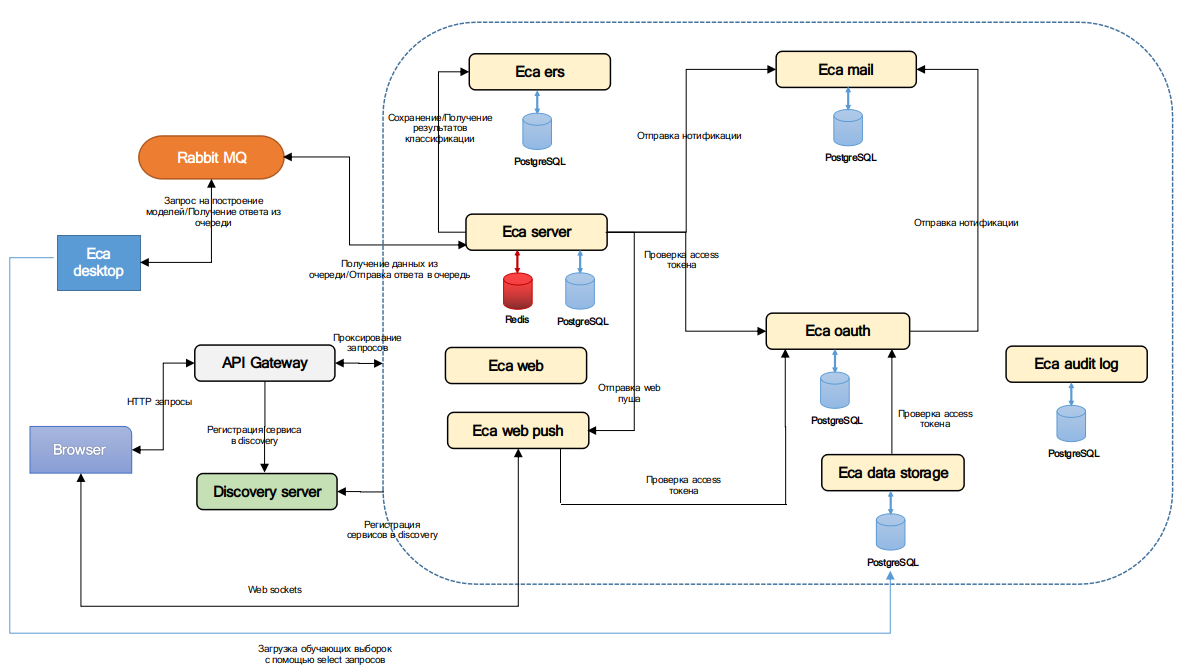 Eca ers
Eca mail
Сохранение/Получение
результатов
классификации
PostgreSQL
Отправка нотификации
PostgreSQL
Rabbit MQ
Запрос на построение
моделей/Получение ответа из
очереди
Eca server
Отправка нотификации
Eca
desktop
Получение данных из
очереди/Отправка ответа в очередь
Проверка access
токена
Redis
PostgreSQL
Eca oauth
Проксирование
запросов
API Gateway
Eca web
Eca audit log
HTTP запросы
Отправка web
пуша
PostgreSQL
Проверка access
токена
Регистрация сервиса
в discovery
Eca web push
Browser
PostgreSQL
Eca data storage
Discovery server
Проверка access
токена
Регистрация
сервисов в discovery
PostgreSQL
Web sockets
Загрузка обучающих выборок
с помощью select запросов